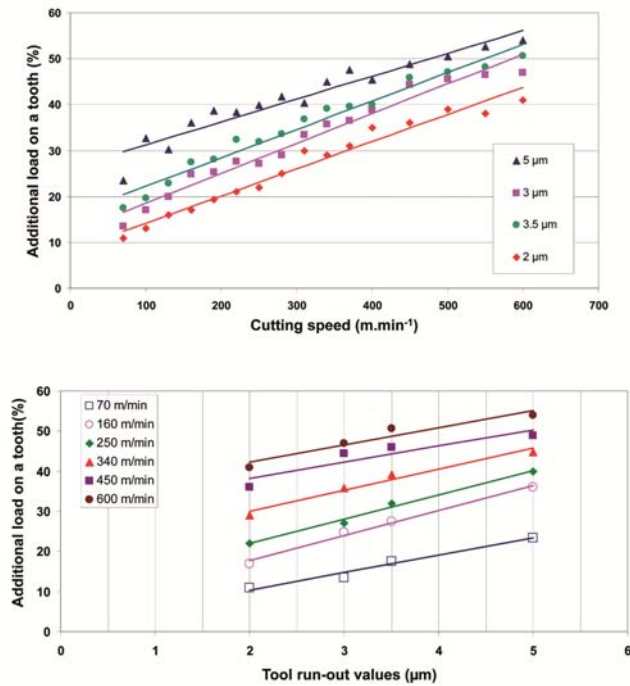 60
50
40
30
20
10
0
Additional load on a tooth (%)
5 µm
3 µm
3.5 µm
2 µm
0 100 200 300 400 500 600 700
Cutting speed (m.min-1)
60
50
40
30
20
10
0
Additional load on a tooth(%)
70 m/min
160 m/min
250 m/min
340 m/min
450 m/min
600 m/min
0 1 2 3 4 5 6
Tool run-out values (µm)